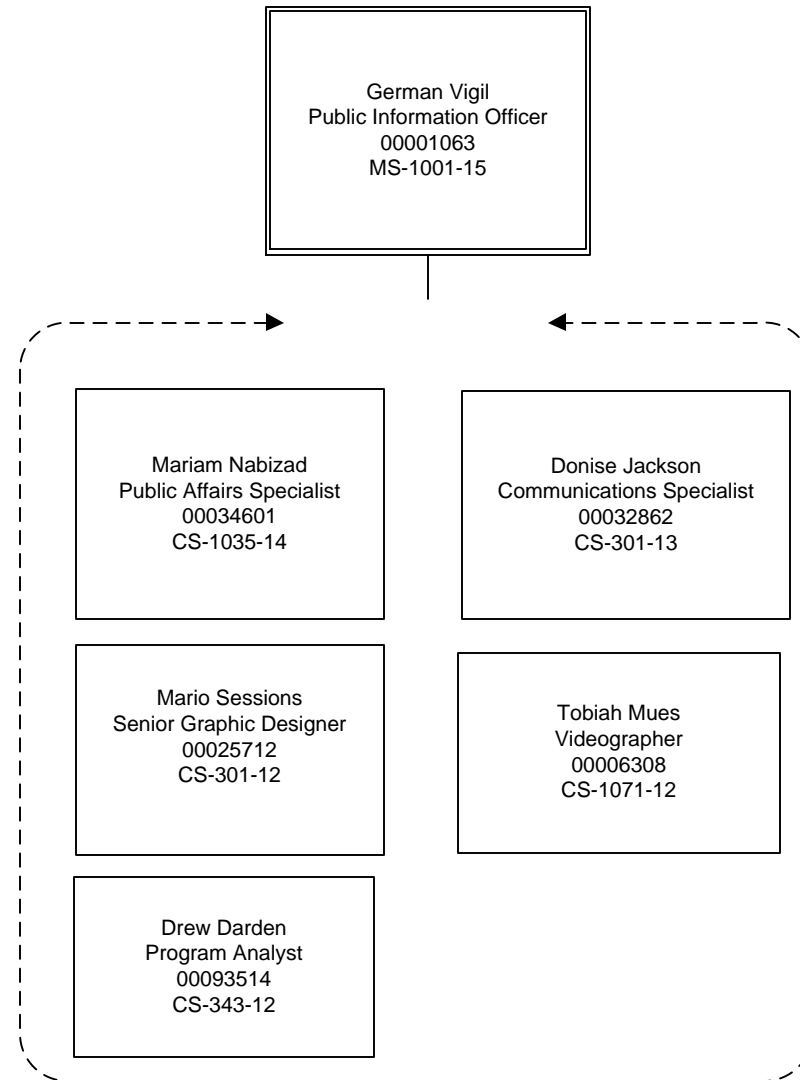 German Vigil
Public Information Officer
00001063
MS-1001-15
Mariam Nabizad
Public Affairs Specialist
00034601
CS-1035-14
Donise Jackson
Communications Specialist
00032862
CS-301-13
Mario Sessions
Senior Graphic Designer
00025712
CS-301-12
Tobiah Mues
Videographer
00006308
CS-1071-12
Drew Darden
Program Analyst
00093514
CS-343-12